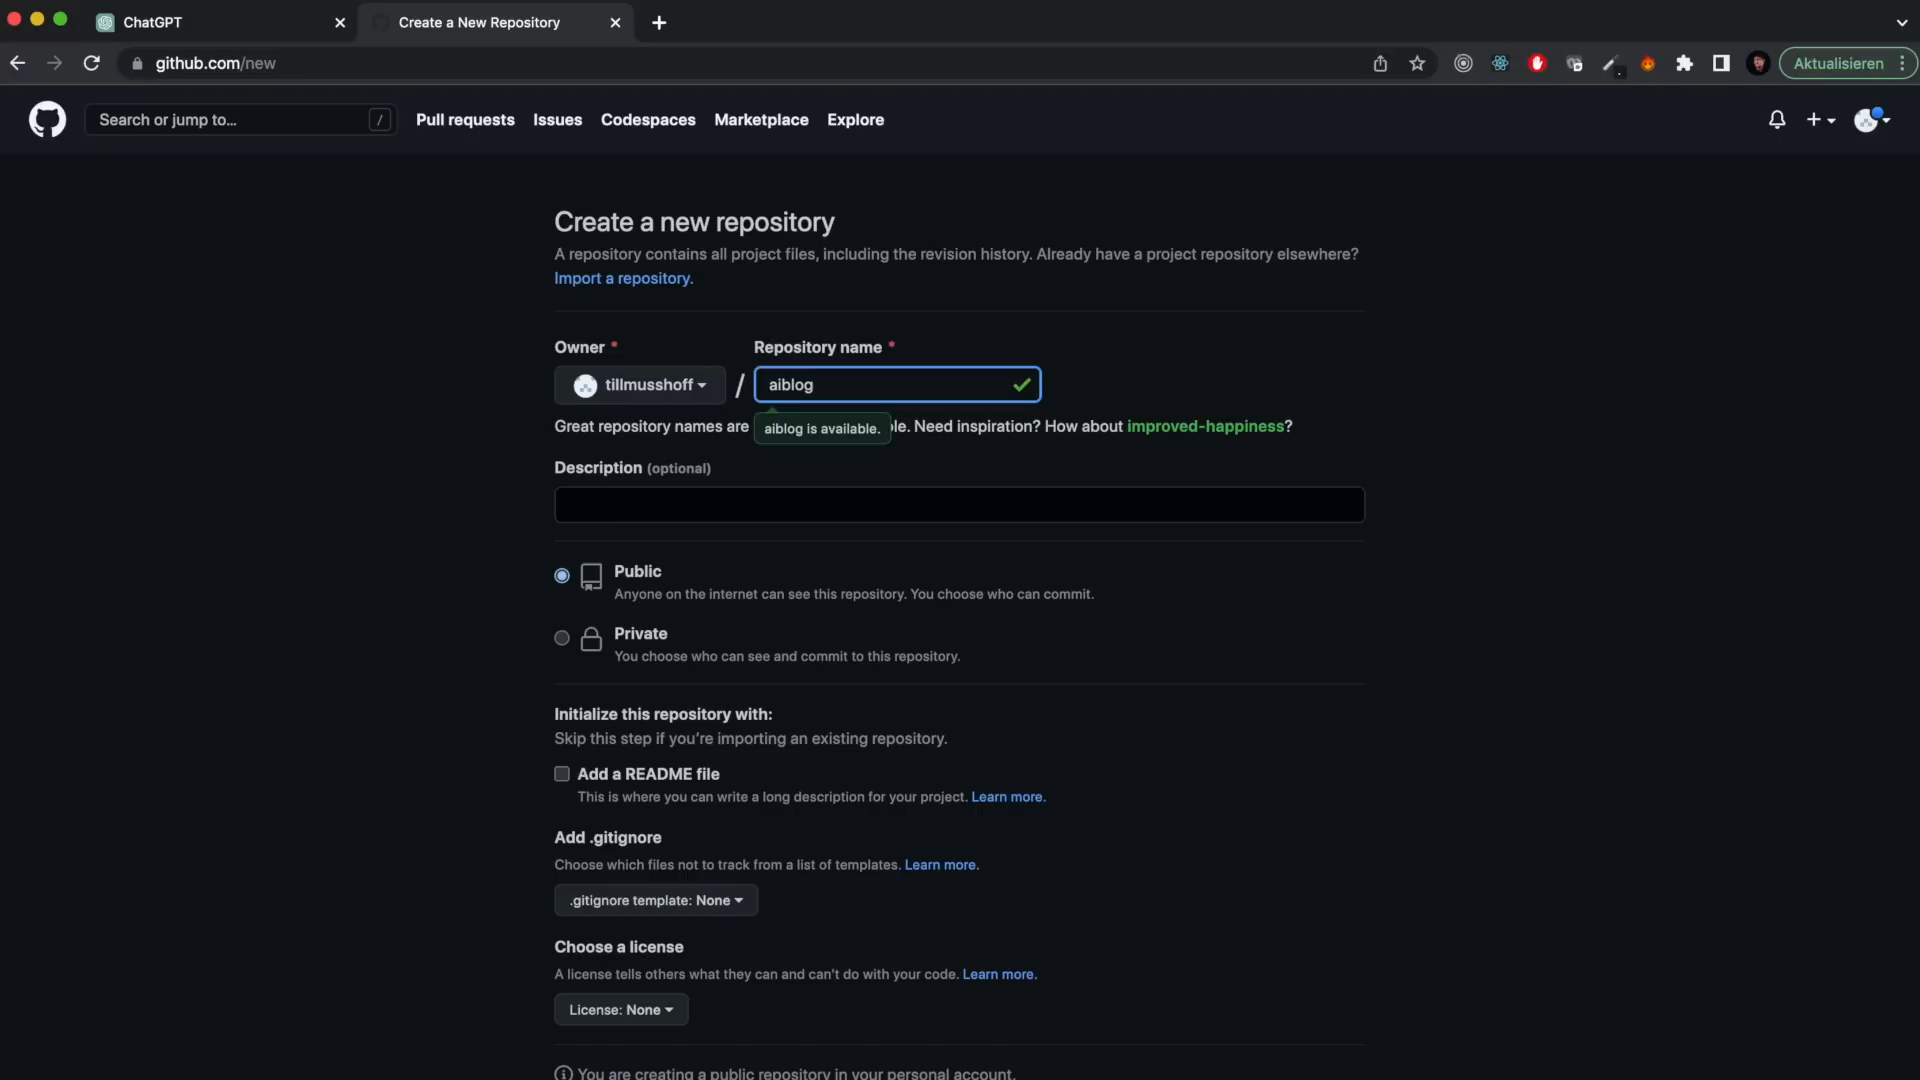 ChatGPT
Create a New Repository
github.com/new
Aktualisieren
Search or jump to... /
Pull requests Issues Codespaces Marketplace Explore
Create a new repository
A repository contains all project files, including the revision history. Already have a project repository elsewhere?
Import a repository.
Owner * Repository name *
tillmusshoff / aiblog
Great repository names are le. Need inspiration? How about improved-happiness?
aiblog is available.
Description (optional)
Public
Anyone on the internet can see this repository. You choose who can commit.
Private
You choose who can see and commit to this repository.
Initialize this repository with:
Skip this step if you’re importing an existing repository.
Add a README file
This is where you can write a long description for your project. Learn more.
Add .gitignore
Choose which files not to track from a list of templates. Learn more.
.gitignore template: None
Choose a license
A license tells others what they can and can't do with your code. Learn more.
License: None
You are creating a public repository in your personal account.